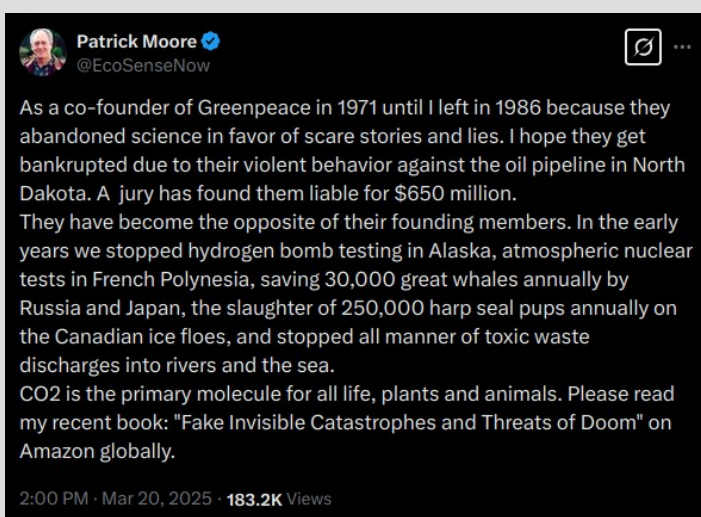 Patrick Moore
@EcoSenseNow
As a co-founder of Greenpeace in 1971 until I left in 1986 because they
abandoned science in favor of scare stories and lies. I hope they get
bankrupted due to their violent behavior against the oil pipeline in North
Dakota. A  jury has found them liable for $650 million.
They have become the opposite of their founding members. In the early
years we stopped hydrogen bomb testing in Alaska, atmospheric nuclear
tests in French Polynesia, saving 30,000 great whales annually by
Russia and Japan, the slaughter of 250,000 harp seal pups annually on
the Canadian ice floes, and stopped all manner of toxic waste
discharges into rivers and the sea.
CO2 is the primary molecule for all life, plants and animals. Please read
my recent book: "Fake Invisible Catastrophes and Threats of Doom" on
Amazon globally.
2:00 PM · Mar 20, 2025 · 183.2K Views